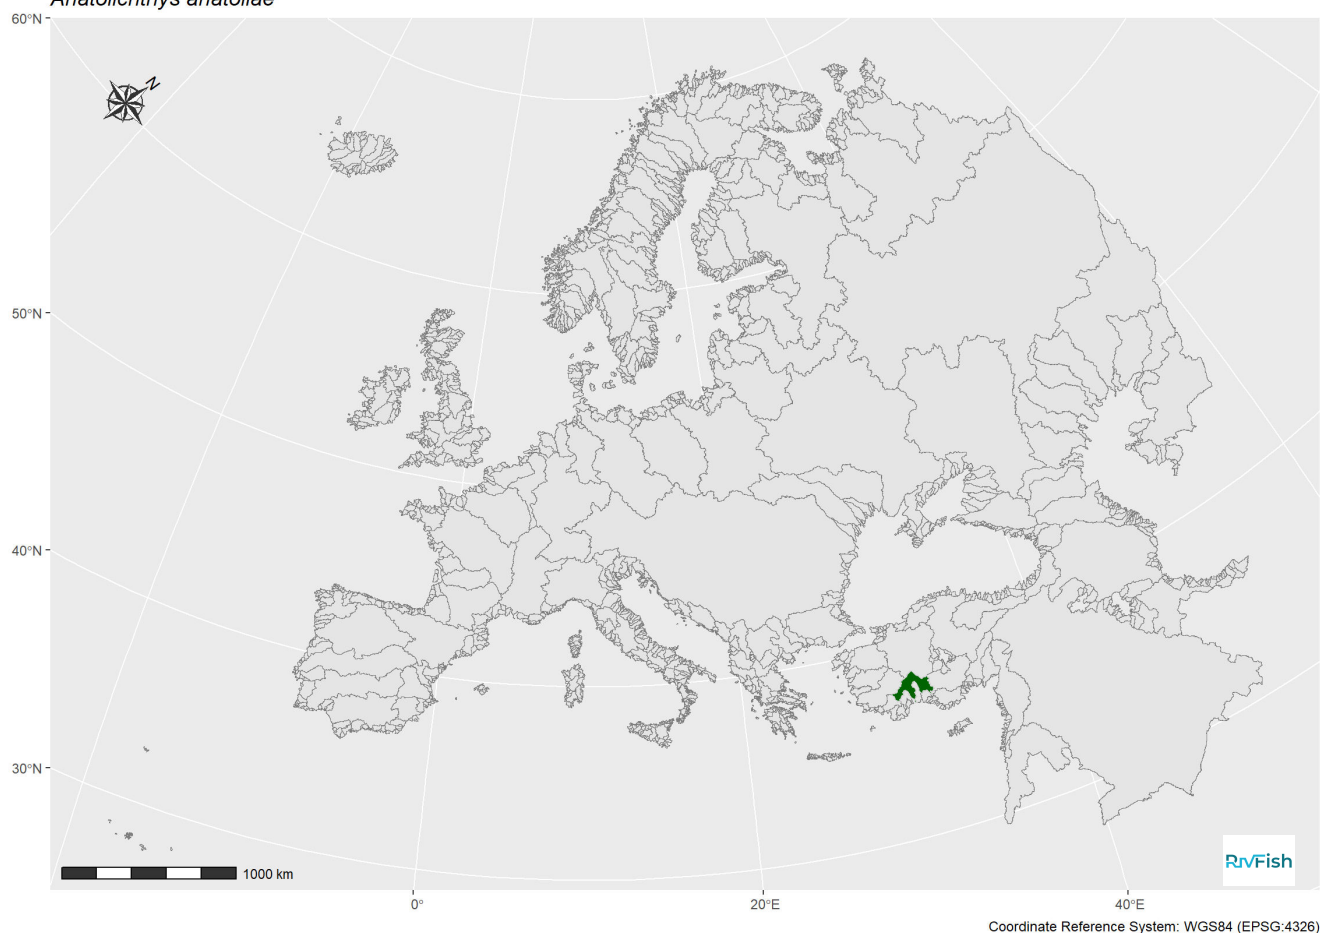 Anatolichthys anatoliae
60°N
N
50°N
40°N
30°N
1000 km
RivFish
0°
20°E
40°E
Coordinate Reference System: WGS84 (EPSG:4326)